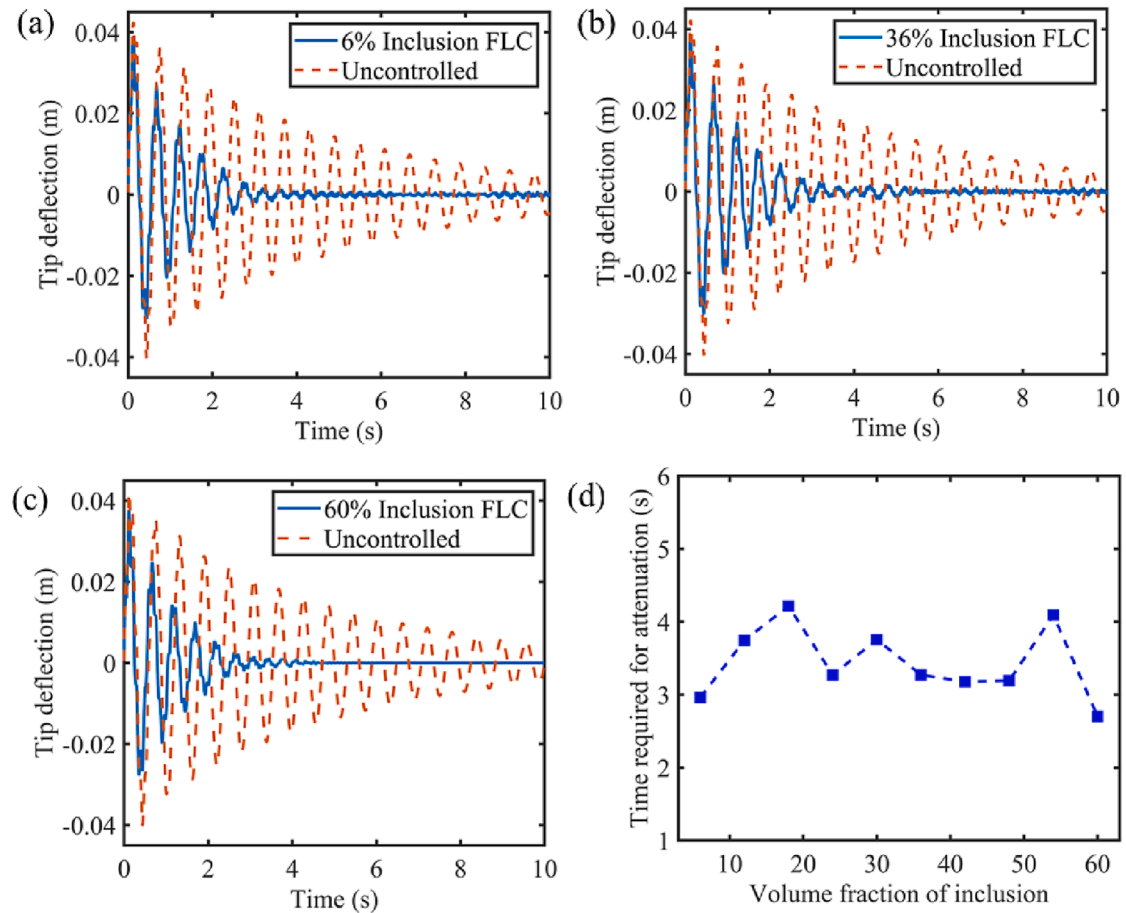 (a)
6% Inclusion FLC
Uncontrolled
Tip deflection (m)
0.04
0.02
0
-0.02
-0.04
0 2 4 6 8 10
Time (s)
(b)
36% Inclusion FLC
Uncontrolled
Tip deflection (m)
0.04
0.02
0
-0.02
-0.04
0 2 4 6 8 10
Time (s)
(c)
60% Inclusion FLC
Uncontrolled
Tip deflection (m)
0.04
0.02
0
-0.02
-0.04
0 2 4 6 8 10
Time (s)
(d)
Time required for attenuation (s)
6
5
4
3
2
1
10 20 30 40 50 60
Volume fraction of inclusion